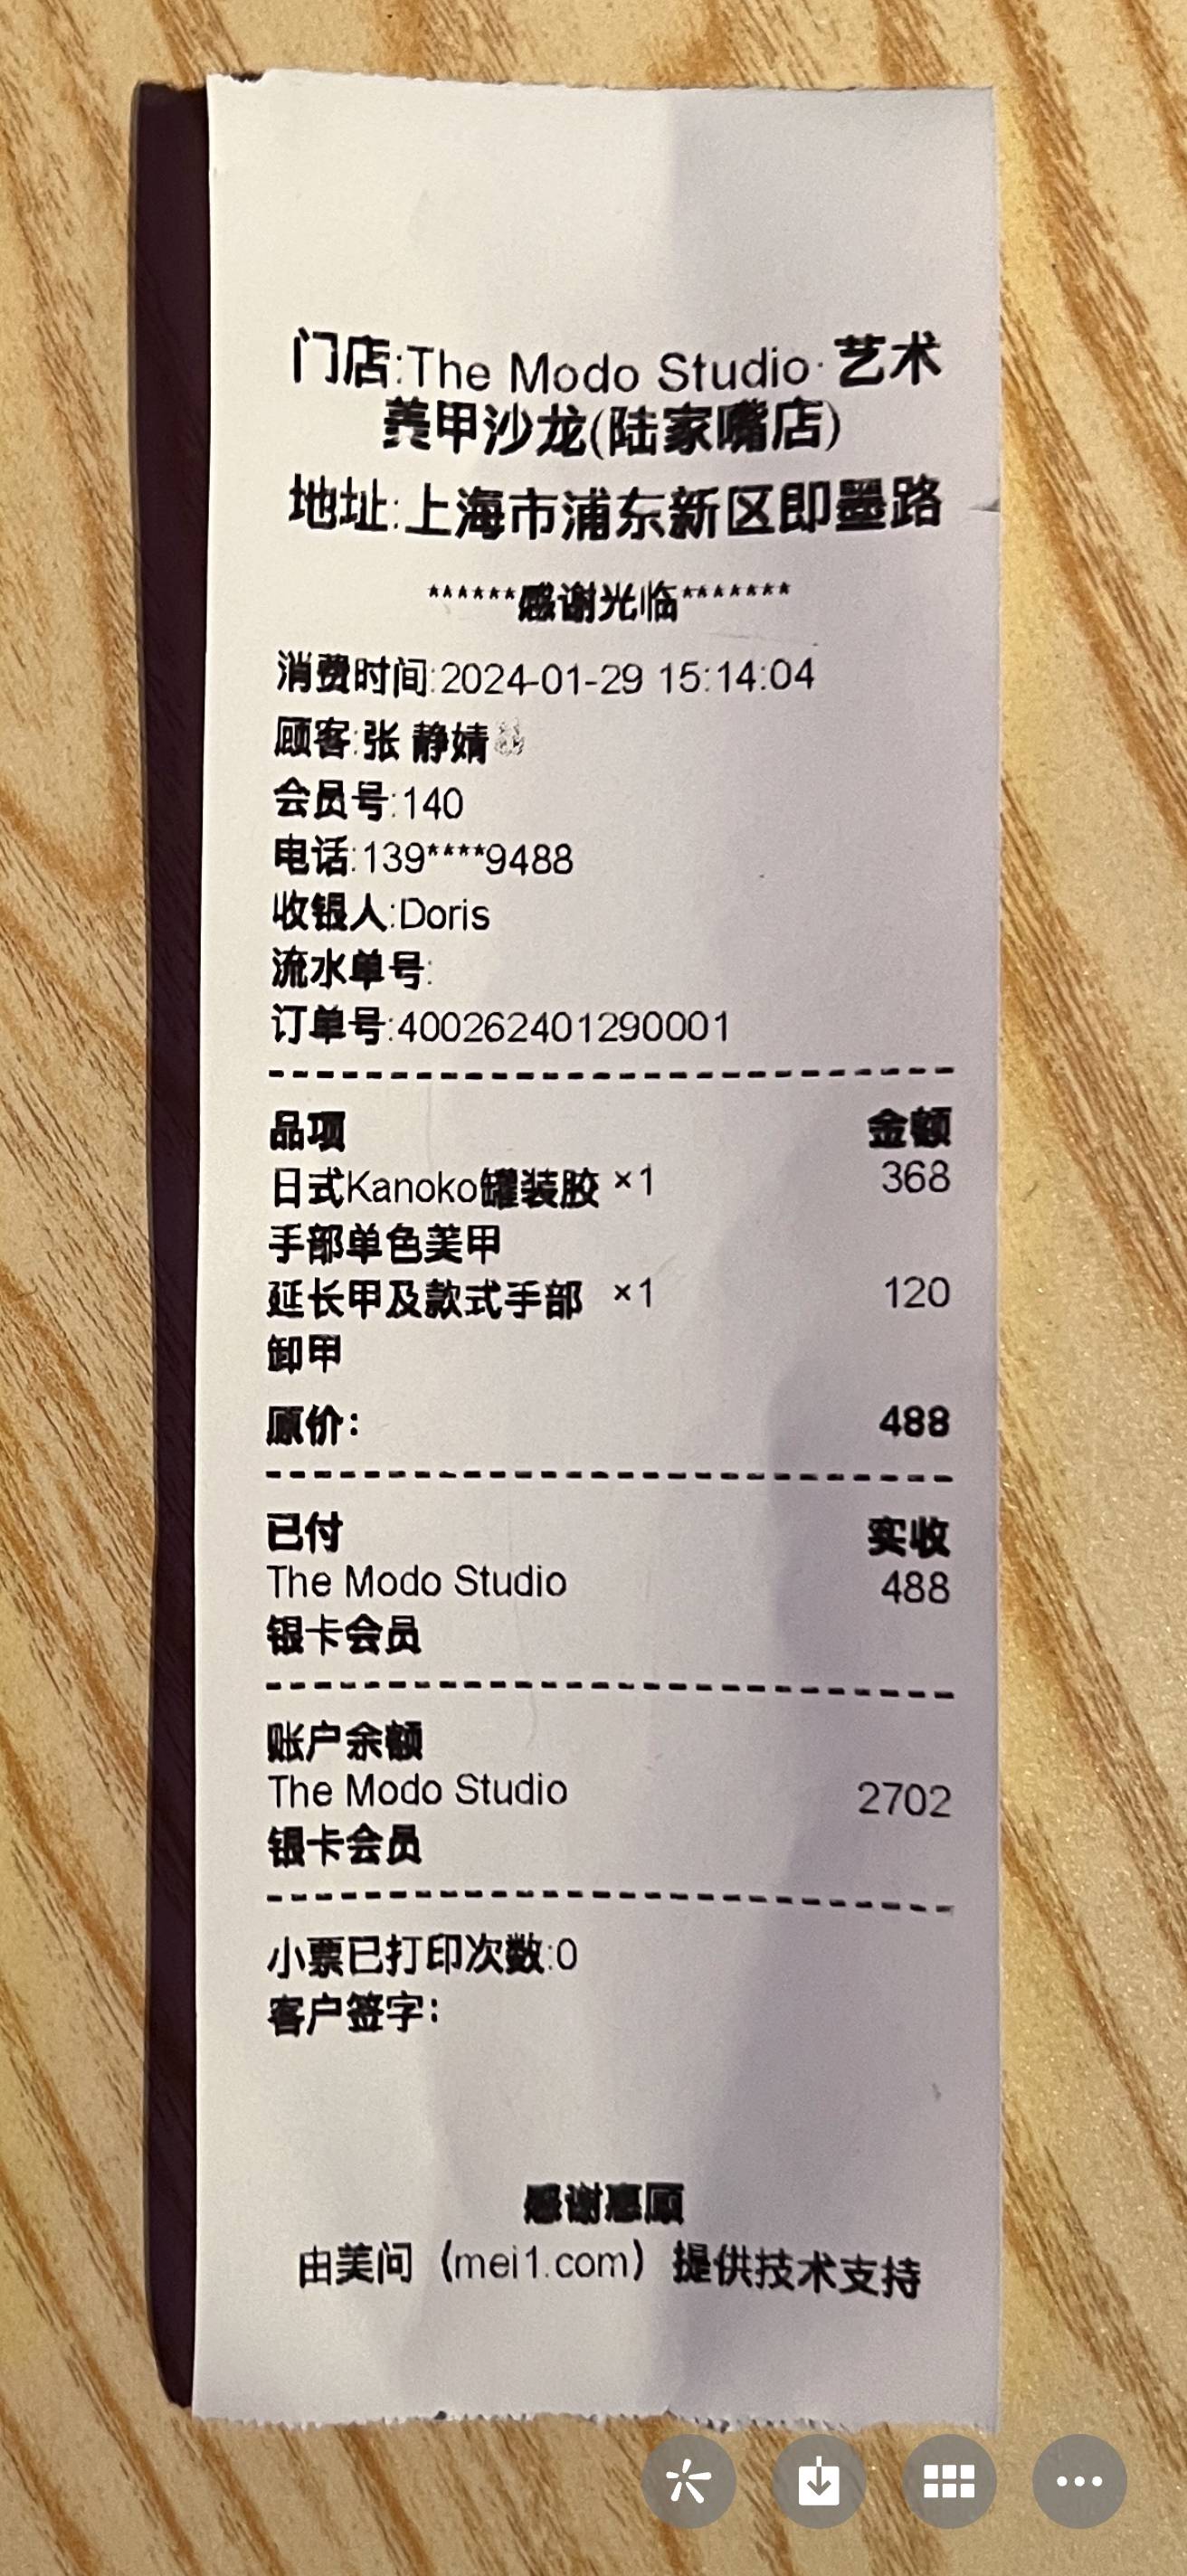 门店:The Modo Studio·艺术
美甲沙龙(陆家嘴店)
地址:上海市浦东新区即墨路
******感谢光临*******
消费时间:2024-01-29 15:14:04
顾客:张 静婧
会员号:140
电话:139****9488
收银人:Doris
流水单号:
订单号:400262401290001
品项 金额
日式Kanoko罐装胶 ×1 368
手部单色美甲
延长甲及款式手部 ×1 120
卸甲
原价： 488
已付 实收
The Modo Studio 488
银卡会员
账户余额
The Modo Studio 2702
银卡会员
小票已打印次数:0
客户签字：
感谢惠顾
由美问（mei1.com）提供技术支持